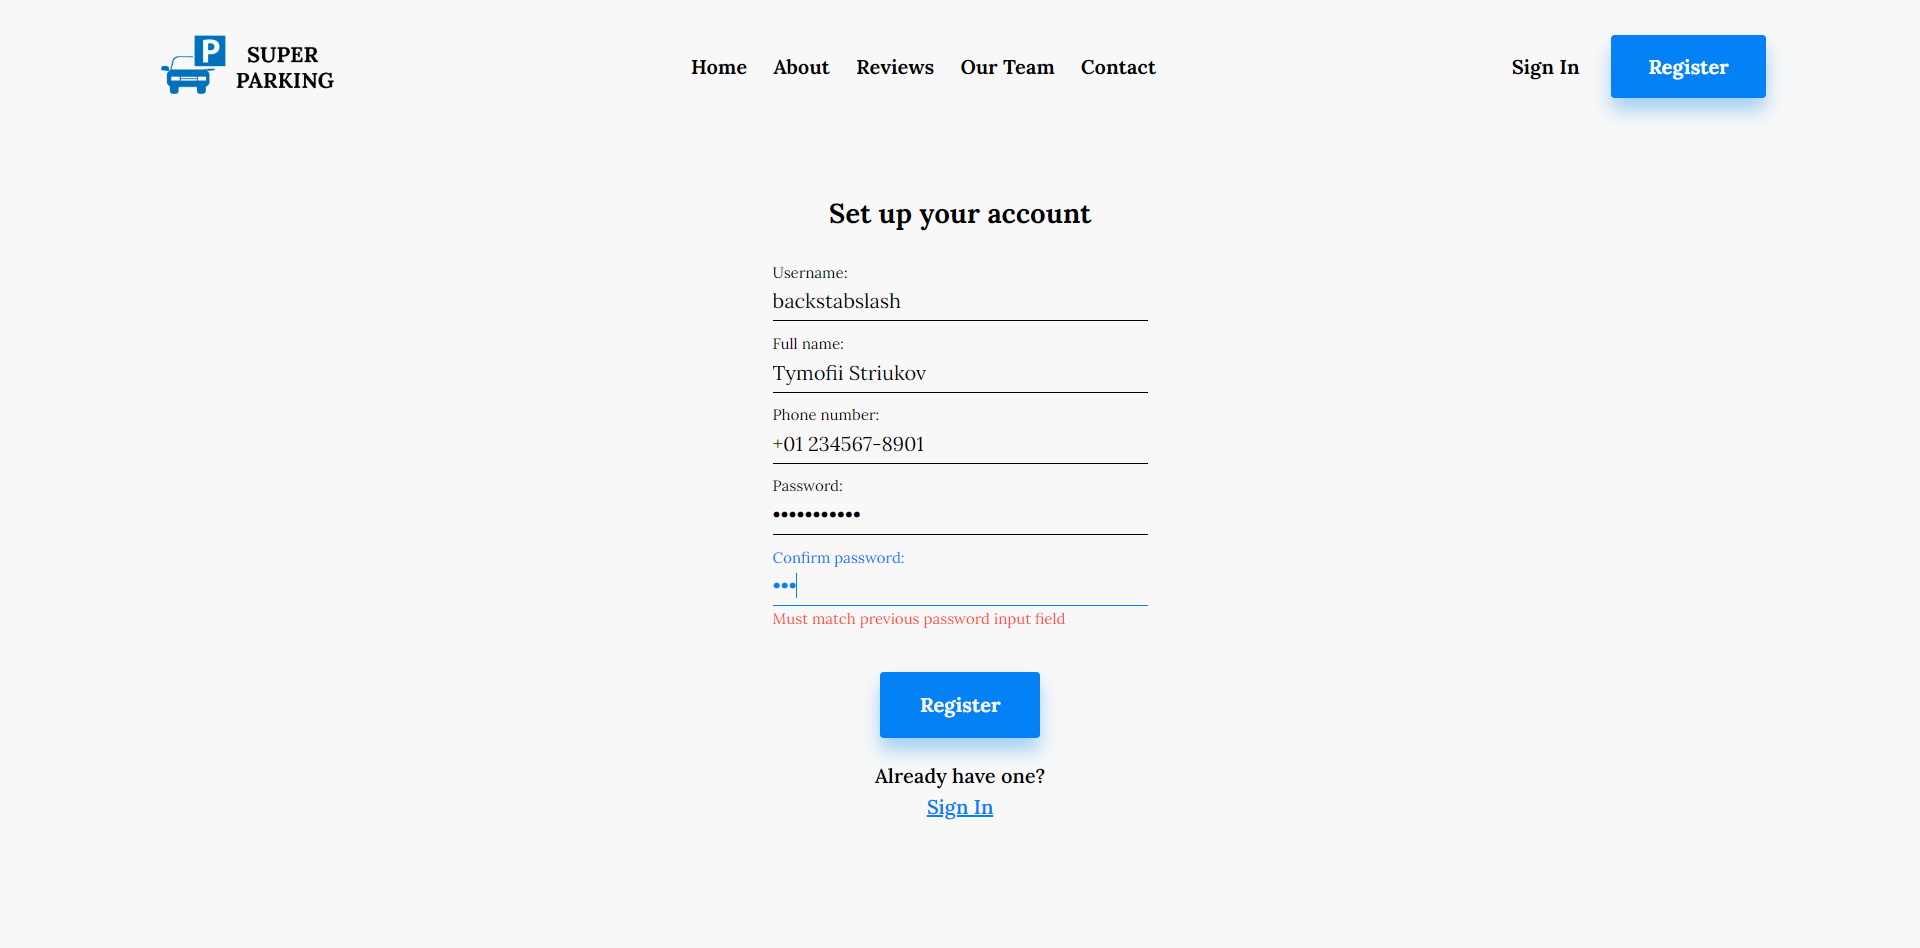 P
SUPER
PARKING
Home About Reviews Our Team Contact
Sign In Register
Set up your account
Username:
backstabslash
Full name:
Tymofii Striukov
Phone number:
+01 234567-8901
Password:
•••••••••••
Confirm password:
•••
Must match previous password input field
Register
Already have one?
Sign In